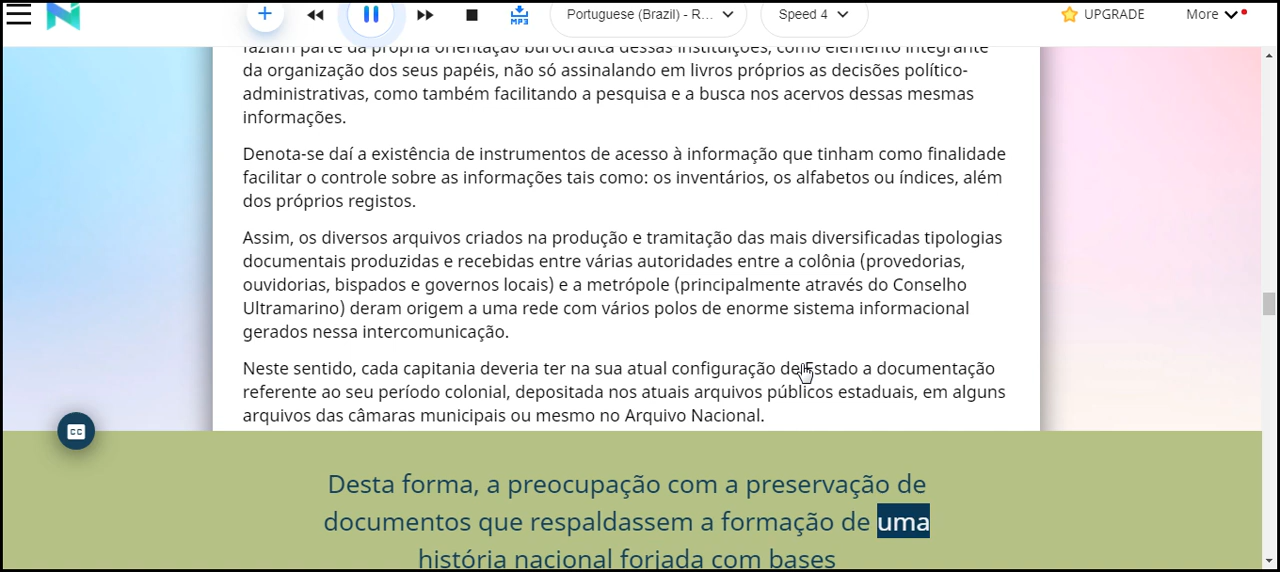 +
MP3
Portuguese (Brazil) - R...
Speed 4
UPGRADE
More
faziam parte da própria orientação burocrática dessas instituições, como elemento integrante
da organização dos seus papéis, não só assinalando em livros próprios as decisões político-
administrativas, como também facilitando a pesquisa e a busca nos acervos dessas mesmas
informações.
Denota-se daí a existência de instrumentos de acesso à informação que tinham como finalidade
facilitar o controle sobre as informações tais como: os inventários, os alfabetos ou índices, além
dos próprios registos.
Assim, os diversos arquivos criados na produção e tramitação das mais diversificadas tipologias
documentais produzidas e recebidas entre várias autoridades entre a colônia (provedorias,
ouvidorias, bispados e governos locais) e a metrópole (principalmente através do Conselho
Ultramarino) deram origem a uma rede com vários polos de enorme sistema informacional
gerados nessa intercomunicação.
Neste sentido, cada capitania deveria ter na sua atual configuração de Estado a documentação
referente ao seu período colonial, depositada nos atuais arquivos públicos estaduais, em alguns
arquivos das câmaras municipais ou mesmo no Arquivo Nacional.
CC
Desta forma, a preocupação com a preservação de
documentos que respaldassem a formação de uma
história nacional forjada com bases